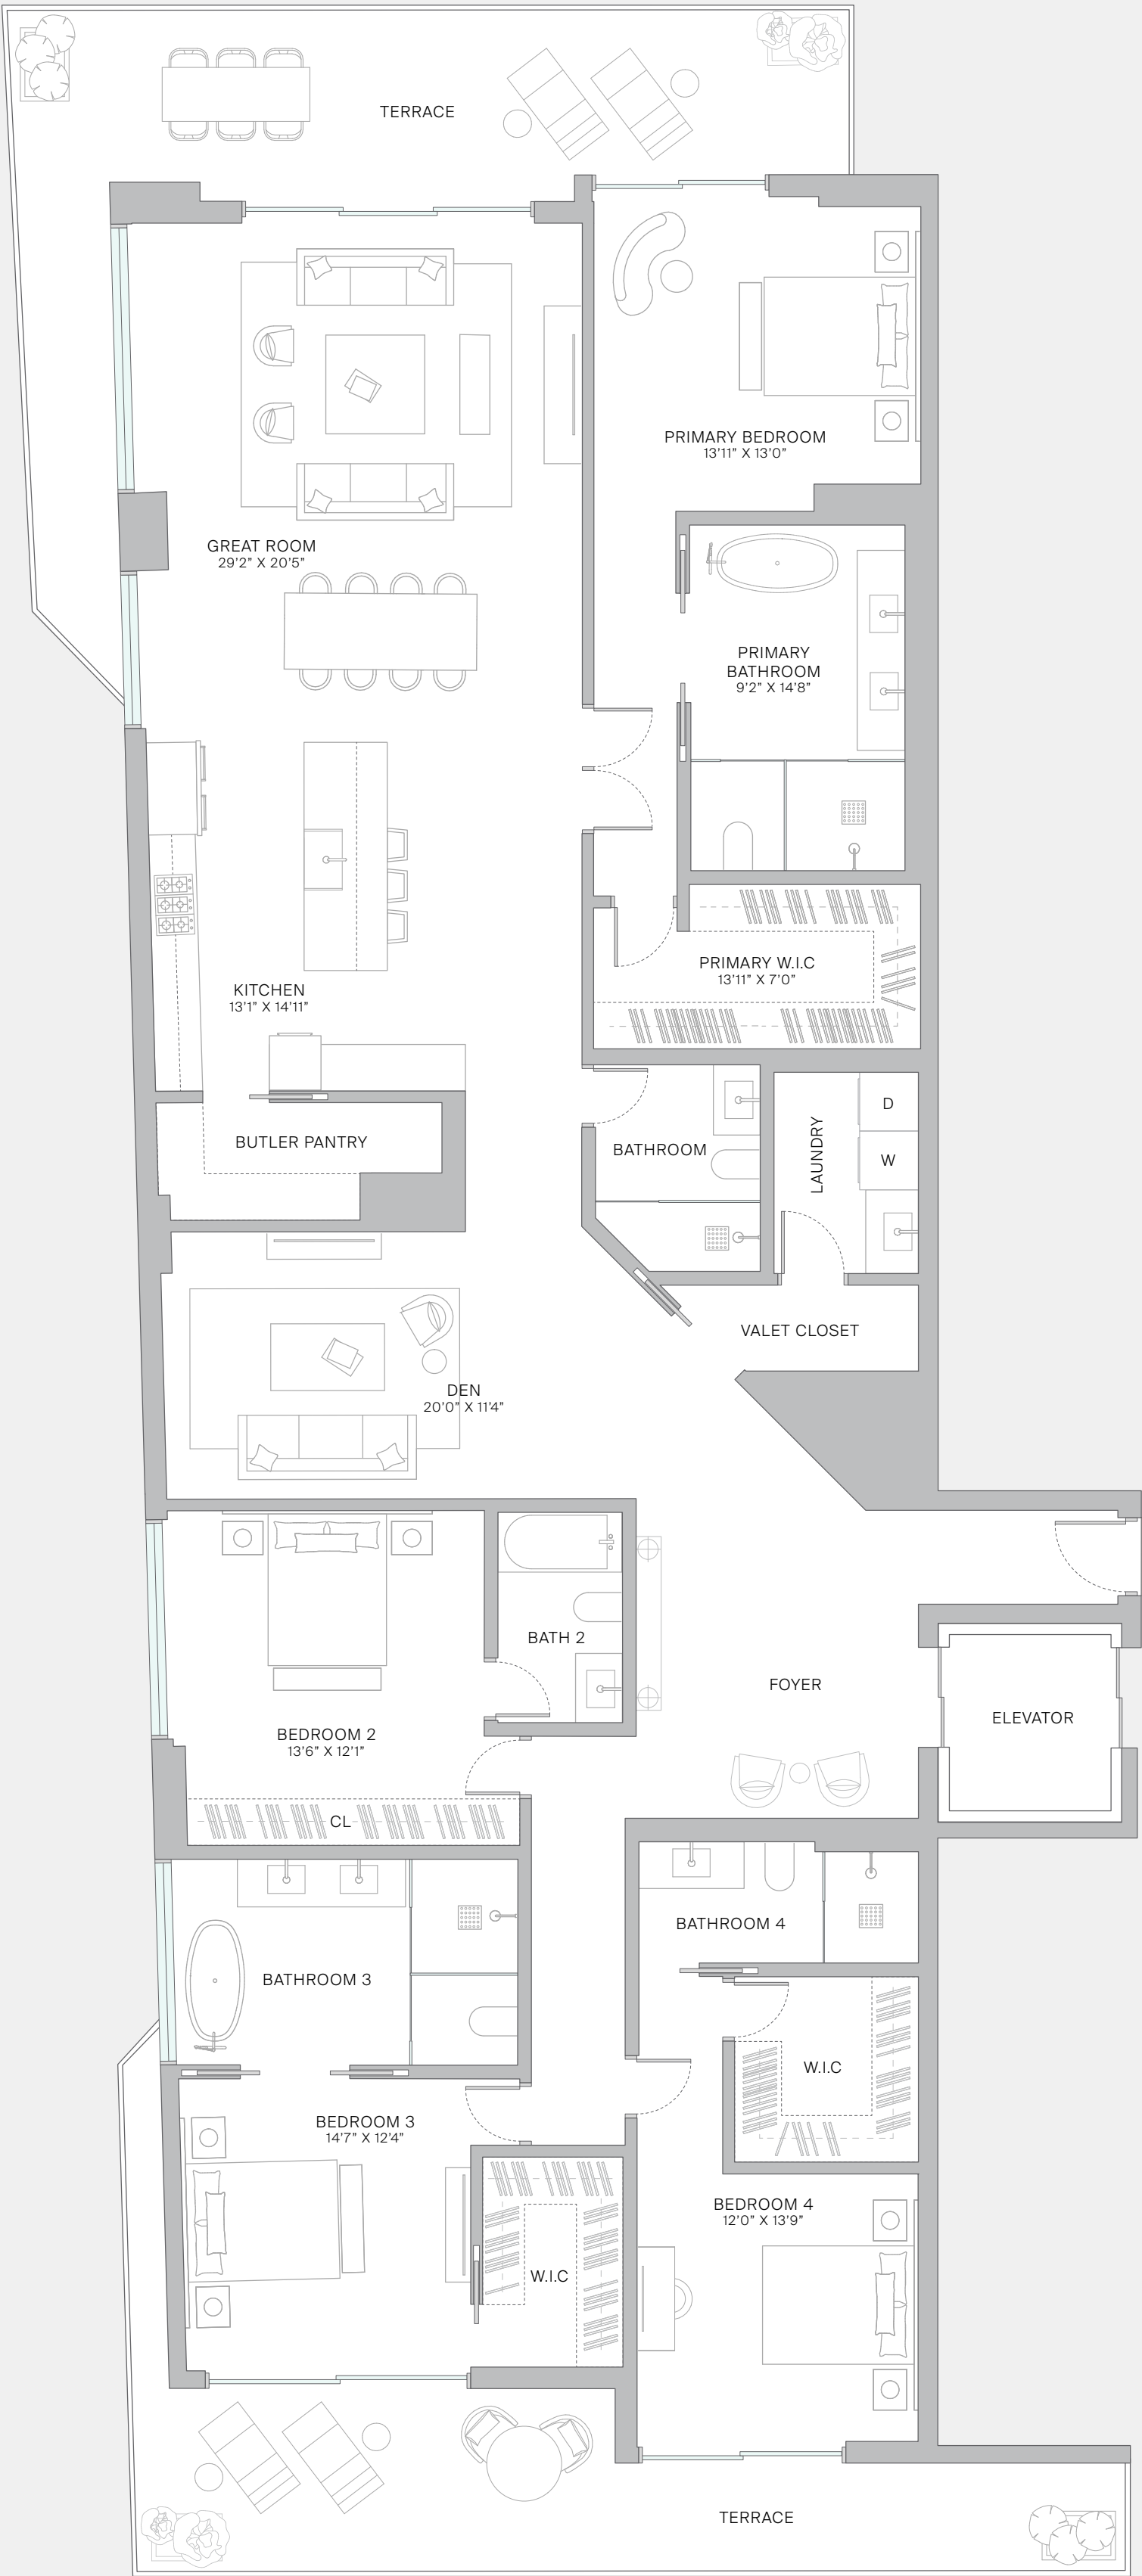 TERRACE
PRIMARY BEDROOM
13’11” X 13’0”
GREAT ROOM
29’2” X 20’5”
PRIMARY
BATHROOM
9’2” X 14’8”
PRIMARY W.I.C
13’11” X 7’0”
KITCHEN
13’1” X 14’11”
BUTLER PANTRY
BATHROOM
LAUNDRY
D
W
VALET CLOSET
DEN
20’0” X 11’4”
BATH 2
FOYER
ELEVATOR
BEDROOM 2
13’6” X 12’1”
CL
BATHROOM 4
BATHROOM 3
W.I.C
BEDROOM 3
14’7” X 12’4”
BEDROOM 4
12’0” X 13’9”
W.I.C
TERRACE